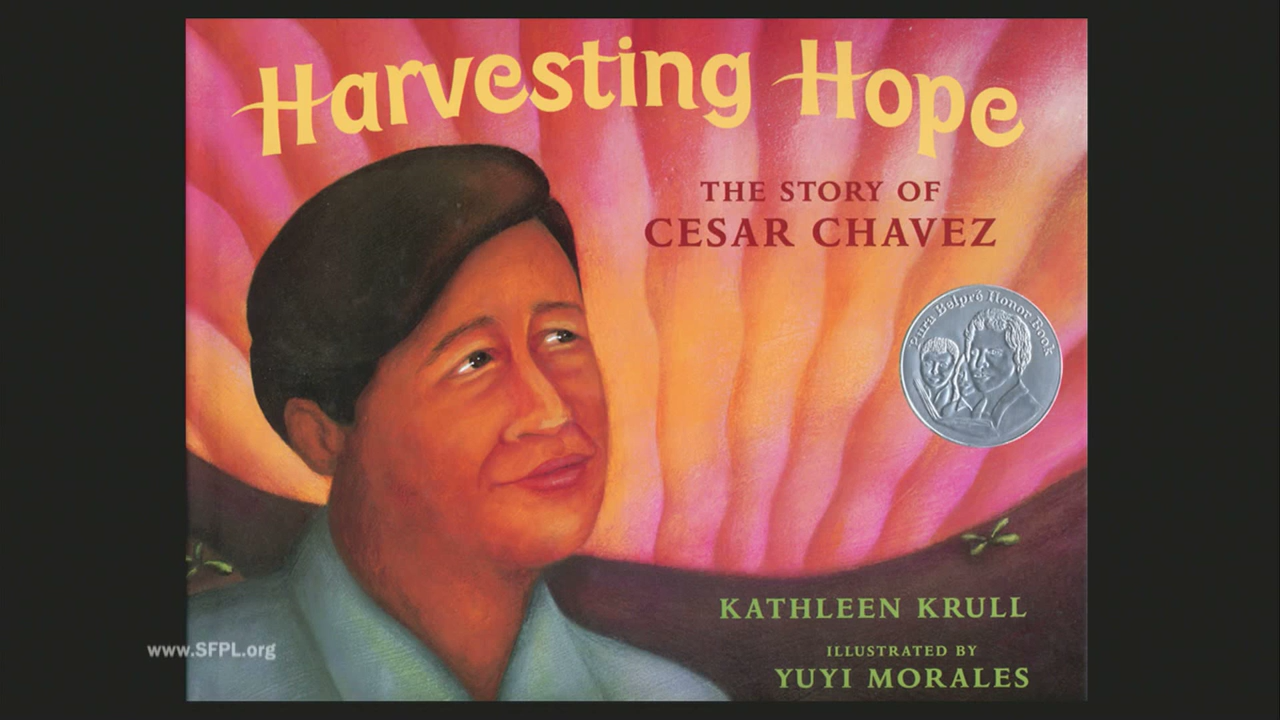 Harvesting Hope
THE STORY OF
CESAR CHAVEZ
Pura Belpré Honor Book
KATHLEEN KRULL
ILLUSTRATED BY
YUYI MORALES
www.SFPL.org